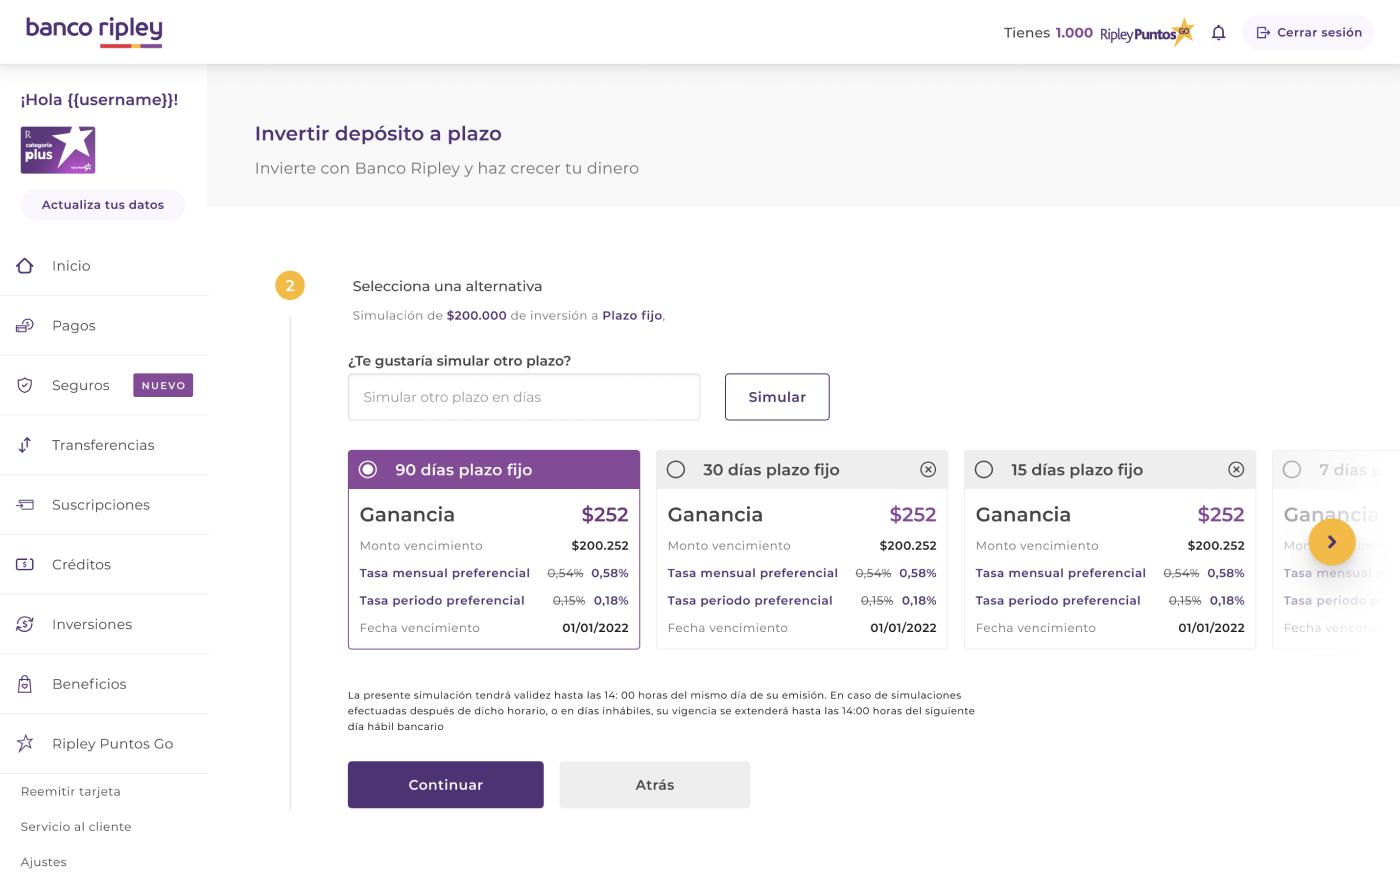 banco ripley
Tienes 1.000 RipleyPuntos GO
Cerrar sesión
¡Hola {{username}}!
R
categoría
plus
Actualiza tus datos
Inicio
Pagos
Seguros NUEVO
Transferencias
Suscripciones
Créditos
Inversiones
Beneficios
Ripley Puntos Go
Reemitir tarjeta
Servicio al cliente
Ajustes
Invertir depósito a plazo
Invierte con Banco Ripley y haz crecer tu dinero
2 Selecciona una alternativa
Simulación de $200.000 de inversión a Plazo fijo,
¿Te gustaría simular otro plazo?
Simular otro plazo en días
Simular
90 días plazo fijo
Ganancia $252
Monto vencimiento $200.252
Tasa mensual preferencial 0,54% 0,58%
Tasa periodo preferencial 0,15% 0,18%
Fecha vencimiento 01/01/2022
30 días plazo fijo
Ganancia $252
Monto vencimiento $200.252
Tasa mensual preferencial 0,54% 0,58%
Tasa periodo preferencial 0,15% 0,18%
Fecha vencimiento 01/01/2022
15 días plazo fijo
Ganancia $252
Monto vencimiento $200.252
Tasa mensual preferencial 0,54% 0,58%
Tasa periodo preferencial 0,15% 0,18%
Fecha vencimiento 01/01/2022
7 días p
Ganancia
Tasa mensual p
Tasa periodo p
Fecha vencim
La presente simulación tendrá validez hasta las 14: 00 horas del mismo día de su emisión. En caso de simulaciones
efectuadas después de dicho horario, o en días inhábiles, su vigencia se extenderá hasta las 14:00 horas del siguiente
día hábil bancario
Continuar
Atrás